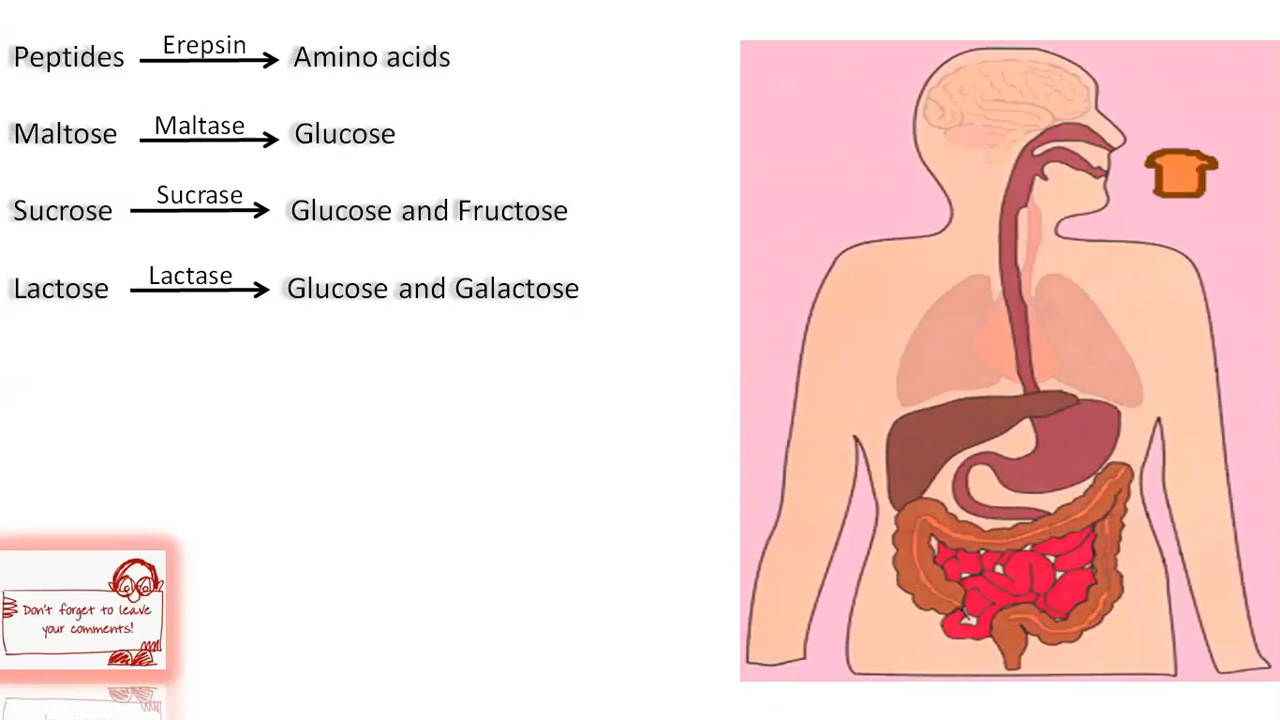 Peptides Erepsin Amino acids
Maltose Maltase Glucose
Sucrose Sucrase Glucose and Fructose
Lactose Lactase Glucose and Galactose
Don't forget to leave
your comments!